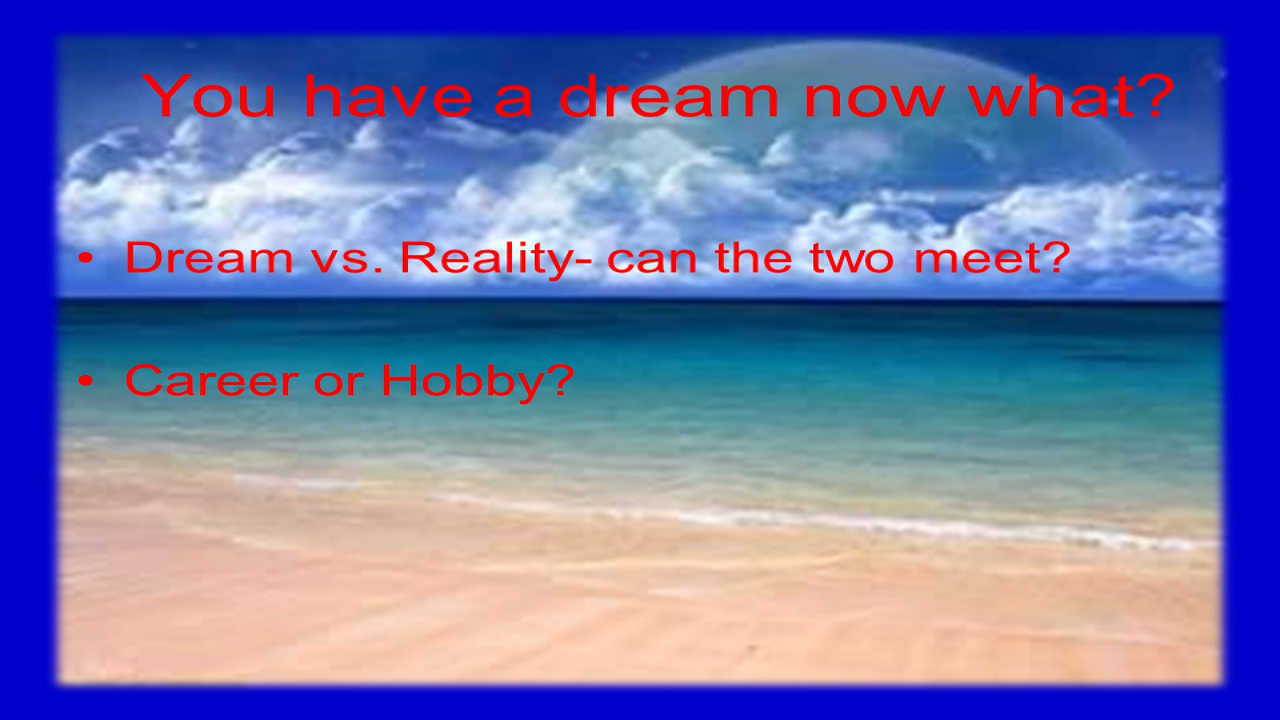 You have a dream now what?
• Dream vs. Reality- can the two meet?
• Career or Hobby?